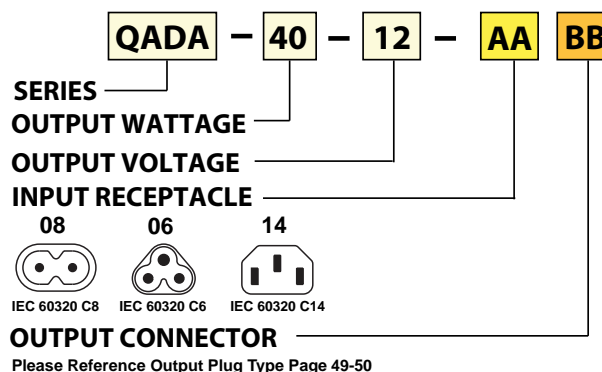 QADA – 40 – 12 – AA BB
SERIES
OUTPUT WATTAGE
OUTPUT VOLTAGE
INPUT RECEPTACLE
08 06 14
IEC 60320 C8 IEC 60320 C6 IEC 60320 C14
OUTPUT CONNECTOR
Please Reference Output Plug Type Page 49-50